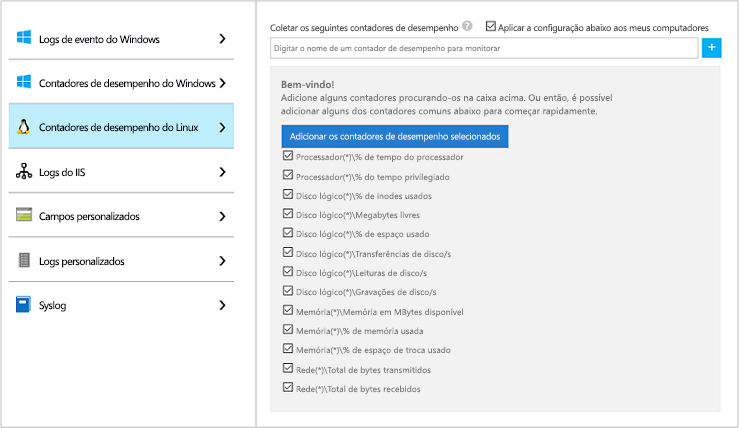 Logs de evento do Windows
Contadores de desempenho do Windows
Contadores de desempenho do Linux
Logs do IIS
Campos personalizados
Logs personalizados
Syslog
Coletar os seguintes contadores de desempenho ? Aplicar a configuração abaixo aos meus computadores
Digitar o nome de um contador de desempenho para monitorar +
Bem-vindo!
Adicione alguns contadores procurando-os na caixa acima. Ou então, é possível
adicionar alguns dos contadores comuns abaixo para começar rapidamente.
Adicionar os contadores de desempenho selecionados
Processador(*)\% de tempo do processador
Processador(*)\% do tempo privilegiado
Disco lógico(*)\% de inodes usados
Disco lógico(*)\Megabytes livres
Disco lógico(*)\% de espaço usado
Disco lógico(*)\Transferências de disco/s
Disco lógico(*)\Leituras de disco/s
Disco lógico(*)\Gravações de disco/s
Memória(*)\Memória em MBytes disponível
Memória(*)\% de memória usada
Memória(*)\% de espaço de troca usado
Rede(*)\Total de bytes transmitidos
Rede(*)\Total de bytes recebidos